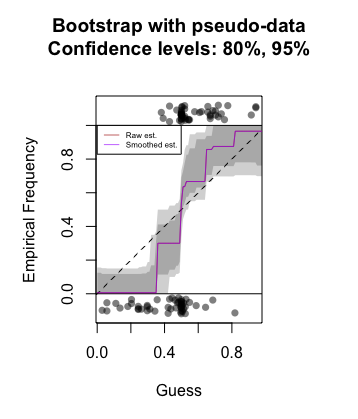 Bootstrap with pseudo-data
Confidence levels: 80%, 95%
Raw est.
Smoothed est.
Empirical Frequency
0.8
0.4
0.0
0.0 0.4 0.8
Guess